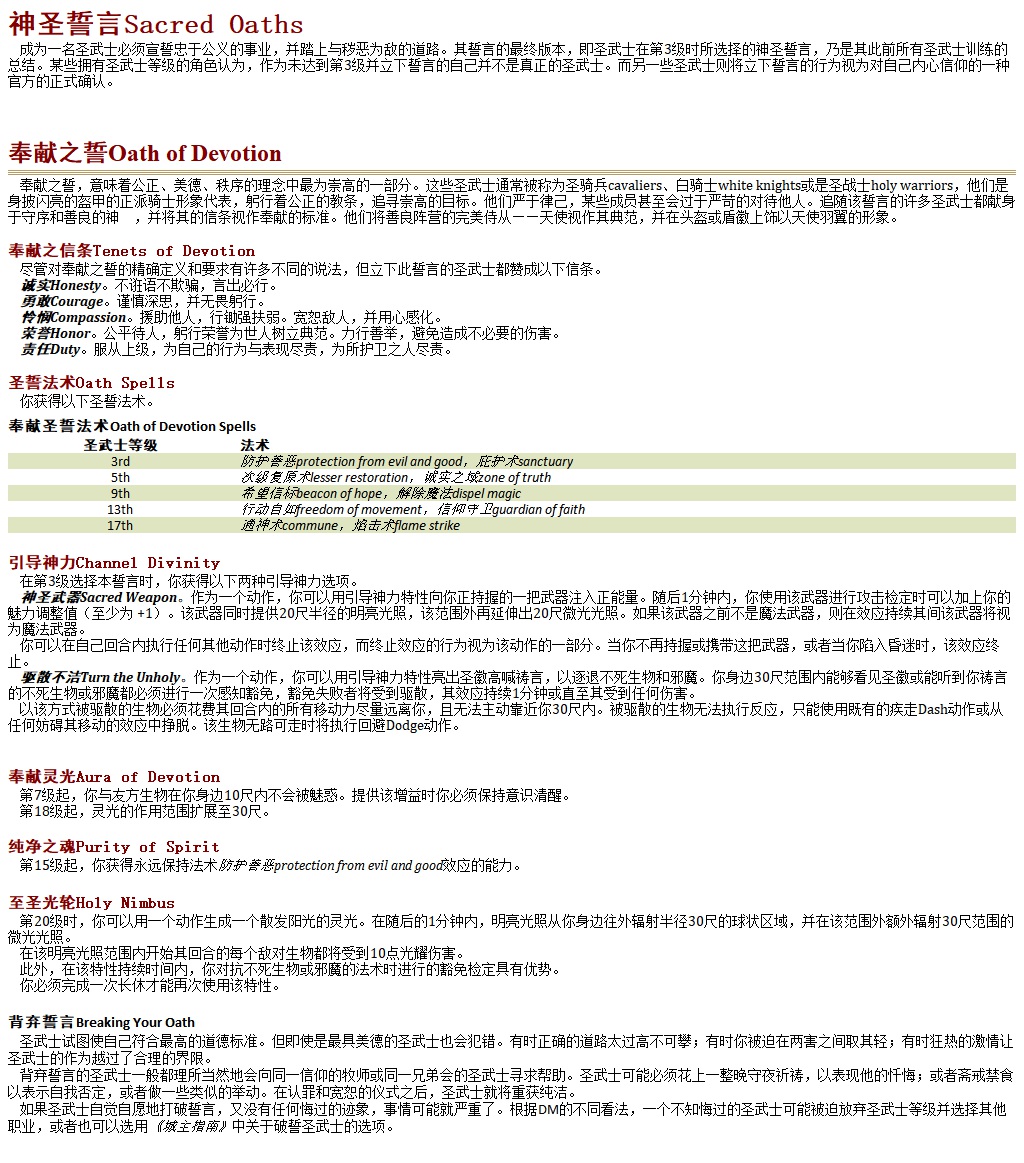 神圣誓言Sacred Oaths
成为一名圣武士必须宣誓忠于公义的事业，并踏上与秽恶为敌的道路。其誓言的最终版本，即圣武士在第3级时所选择的神圣誓言，乃是其此前所有圣武士训练的
总结。某些拥有圣武士等级的角色认为，作为未达到第3级并立下誓言的自己并不是真正的圣武士。而另一些圣武士则将立下誓言的行为视为对自己内心信仰的一种
官方的正式确认。
奉献之誓Oath of Devotion
奉献之誓，意味着公正、美德、秩序的理念中最为崇高的一部分。这些圣武士通常被称为圣骑兵cavaliers、白骑士white knights或是圣战士holy warriors，他们是
身披闪亮的盔甲的正派骑士形象代表，躬行着公正的教条，追寻崇高的目标。他们严于律己，某些成员甚至会过于严苛的对待他人。追随该誓言的许多圣武士都献身
于守序和善良的神　，并将其的信条视作奉献的标准。他们将善良阵营的完美侍从－－天使视作其典范，并在头盔或盾徽上饰以天使羽翼的形象。
奉献之信条Tenets of Devotion
尽管对奉献之誓的精确定义和要求有许多不同的说法，但立下此誓言的圣武士都赞成以下信条。
诚实Honesty。不诳语不欺骗，言出必行。
勇敢Courage。谨慎深思，并无畏躬行。
怜悯Compassion。援助他人，行锄强扶弱。宽恕敌人，并用心感化。
荣誉Honor。公平待人，躬行荣誉为世人树立典范。力行善举，避免造成不必要的伤害。
责任Duty。服从上级，为自己的行为与表现尽责，为所护卫之人尽责。
圣誓法术Oath Spells
你获得以下圣誓法术。
奉献圣誓法术Oath of Devotion Spells
圣武士等级 法术
3rd 防护善恶protection from evil and good，庇护术sanctuary
5th 次级复原术lesser restoration，诚实之域zone of truth
9th 希望信标beacon of hope，解除魔法dispel magic
13th 行动自如freedom of movement，信仰守卫guardian of faith
17th 通神术commune，焰击术flame strike
引导神力Channel Divinity
在第3级选择本誓言时，你获得以下两种引导神力选项。
神圣武器Sacred Weapon。作为一个动作，你可以用引导神力特性向你正持握的一把武器注入正能量。随后1分钟内，你使用该武器进行攻击检定时可以加上你的
魅力调整值（至少为 +1）。该武器同时提供20尺半径的明亮光照，该范围外再延伸出20尺微光光照。如果该武器之前不是魔法武器，则在效应持续其间该武器将视
为魔法武器。
你可以在自己回合内执行任何其他动作时终止该效应，而终止效应的行为视为该动作的一部分。当你不再持握或携带这把武器，或者当你陷入昏迷时，该效应终
止。
驱散不洁Turn the Unholy。作为一个动作，你可以用引导神力特性亮出圣徽高喊祷言，以逐退不死生物和邪魔。你身边30尺范围内能够看见圣徽或能听到你祷言
的不死生物或邪魔都必须进行一次感知豁免，豁免失败者将受到驱散，其效应持续1分钟或直至其受到任何伤害。
以该方式被驱散的生物必须花费其回合内的所有移动力尽量远离你，且无法主动靠近你30尺内。被驱散的生物无法执行反应，只能使用既有的疾走Dash动作或从
任何妨碍其移动的效应中挣脱。该生物无路可走时将执行回避Dodge动作。
奉献灵光Aura of Devotion
第7级起，你与友方生物在你身边10尺内不会被魅惑。提供该增益时你必须保持意识清醒。
第18级起，灵光的作用范围扩展至30尺。
纯净之魂Purity of Spirit
第15级起，你获得永远保持法术防护善恶protection from evil and good效应的能力。
至圣光轮Holy Nimbus
第20级时，你可以用一个动作生成一个散发阳光的灵光。在随后的1分钟内，明亮光照从你身边往外辐射半径30尺的球状区域，并在该范围外额外辐射30尺范围的
微光光照。
在该明亮光照范围内开始其回合的每个敌对生物都将受到10点光耀伤害。
此外，在该特性持续时间内，你对抗不死生物或邪魔的法术时进行的豁免检定具有优势。
你必须完成一次长休才能再次使用该特性。
背弃誓言Breaking Your Oath
圣武士试图使自己符合最高的道德标准。但即使是最具美德的圣武士也会犯错。有时正确的道路太过高不可攀；有时你被迫在两害之间取其轻；有时狂热的激情让
圣武士的作为越过了合理的界限。
背弃誓言的圣武士一般都理所当然地会向同一信仰的牧师或同一兄弟会的圣武士寻求帮助。圣武士可能必须花上一整晚守夜祈祷，以表现他的忏悔；或者斋戒禁食
以表示自我否定，或者做一些类似的举动。在认罪和宽恕的仪式之后，圣武士就将重获纯洁。
如果圣武士自觉自愿地打破誓言，又没有任何悔过的迹象，事情可能就严重了。根据DM的不同看法，一个不知悔过的圣武士可能被迫放弃圣武士等级并选择其他
职业，或者也可以选用《城主指南》中关于破誓圣武士的选项。